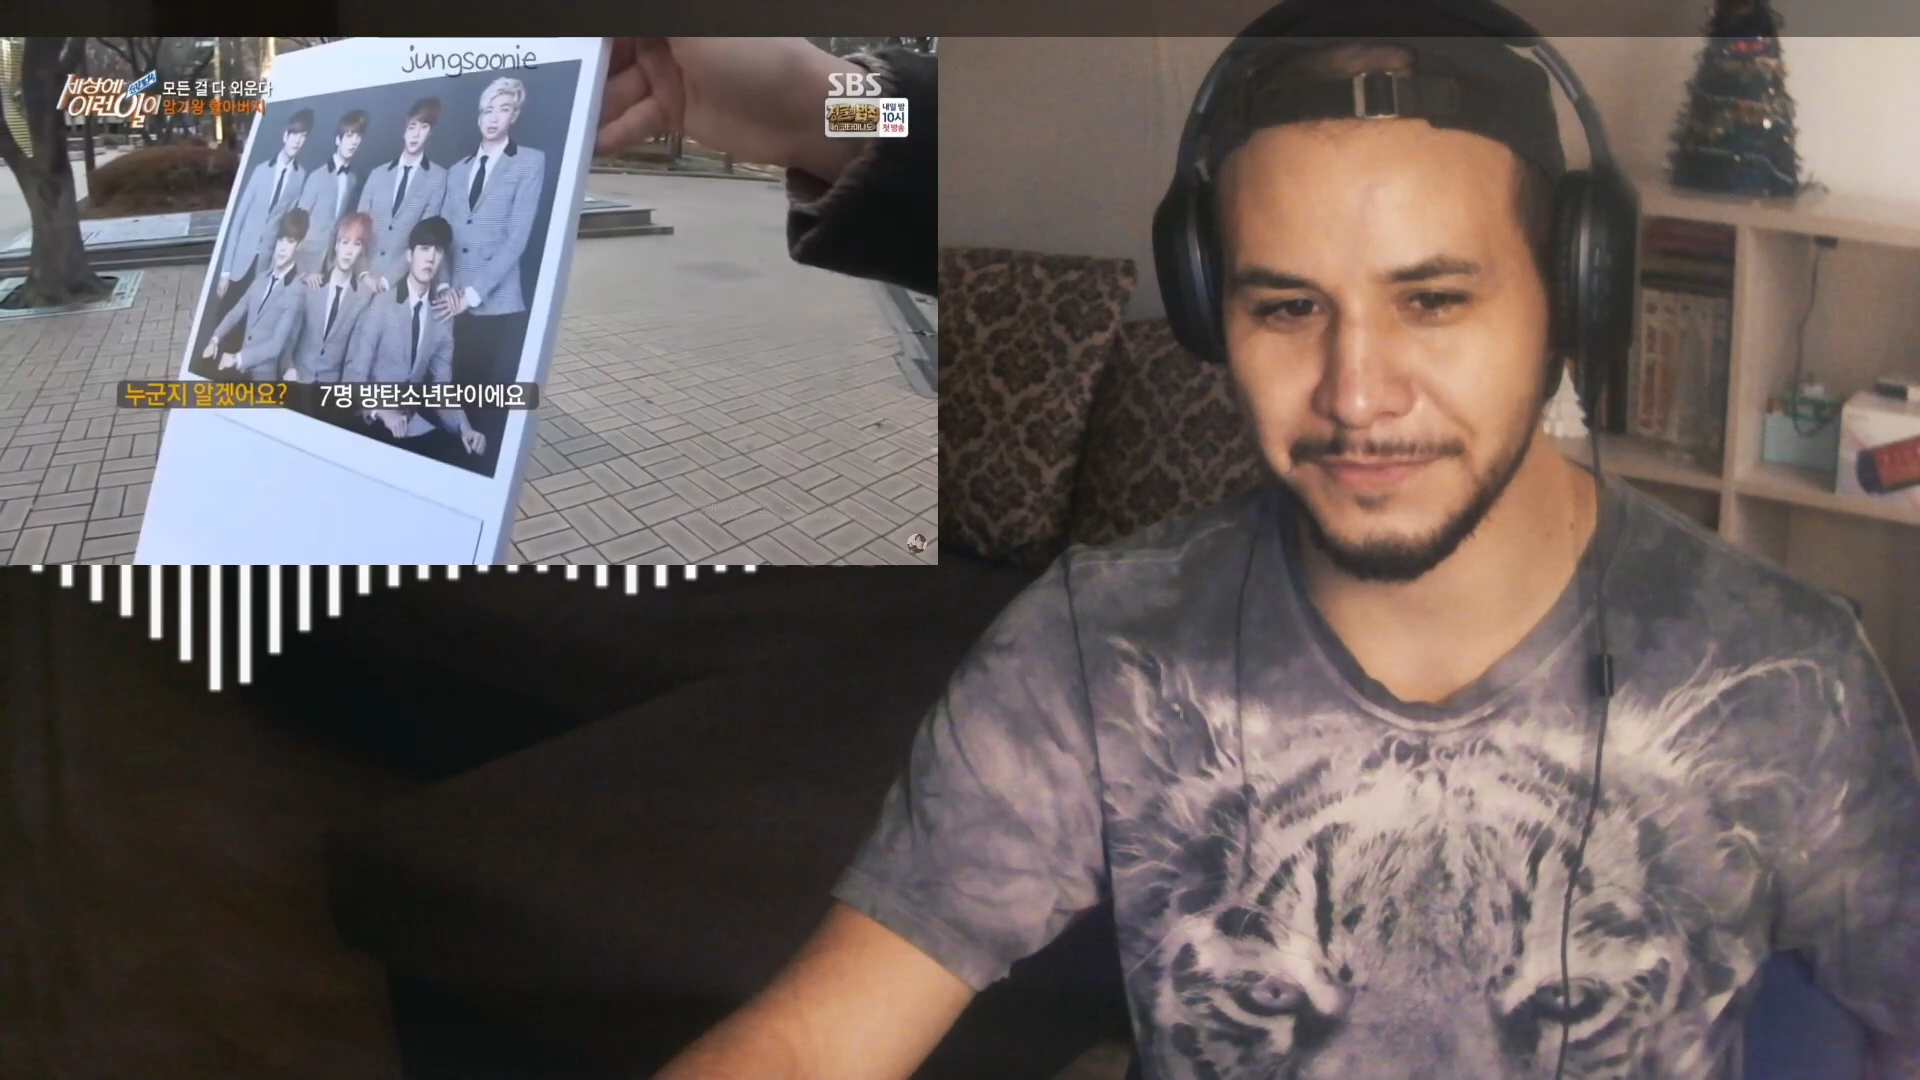 jungsoonie
세상에
이런일이
모든 걸 다 외운다
암기왕 할아버지
SBS
내일 밤
10시
첫 방송
누군지 알겠어요? 7명 방탄소년단이에요